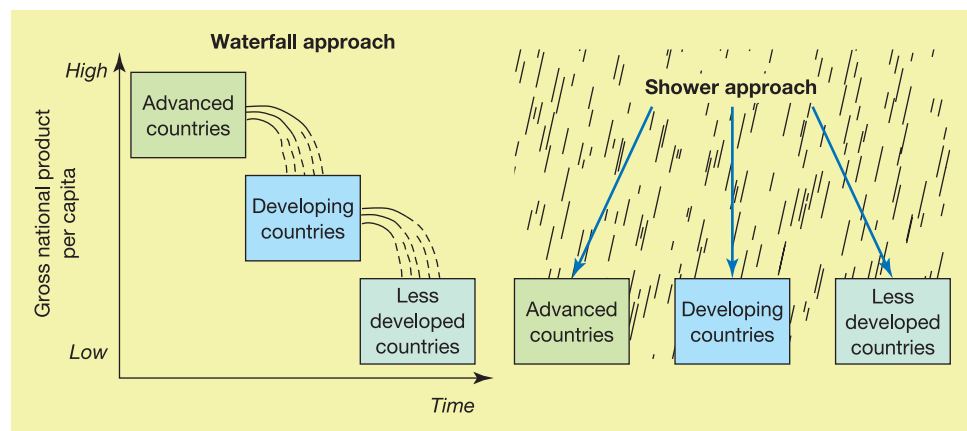 Waterfall approach
High
Gross national product
per capita
Low
Time
Advanced
countries
Developing
countries
Less
developed
countries
Shower approach
Advanced
countries
Developing
countries
Less
developed
countries